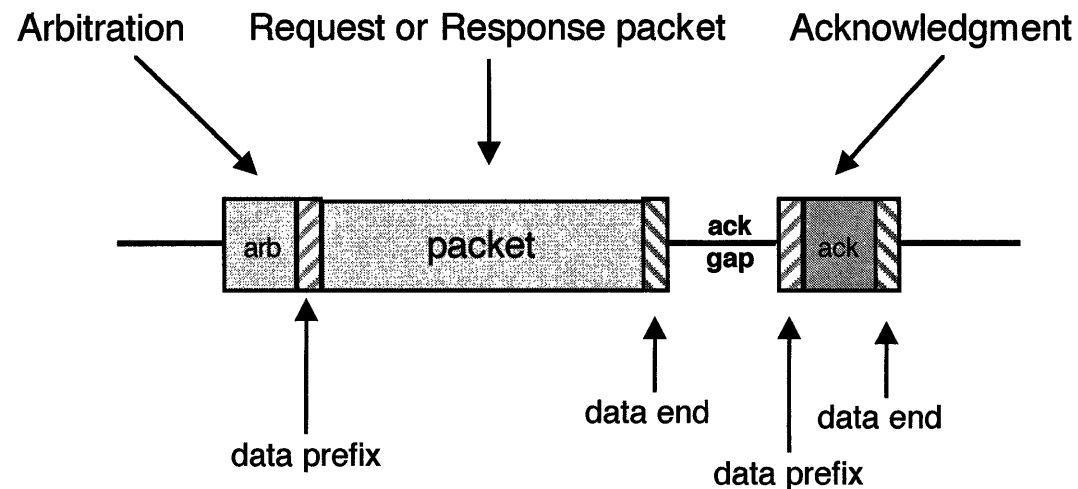 Arbitration
Request or Response packet
Acknowledgment
arb
packet
ack
gap
ack
data end
data end
data prefix
data prefix